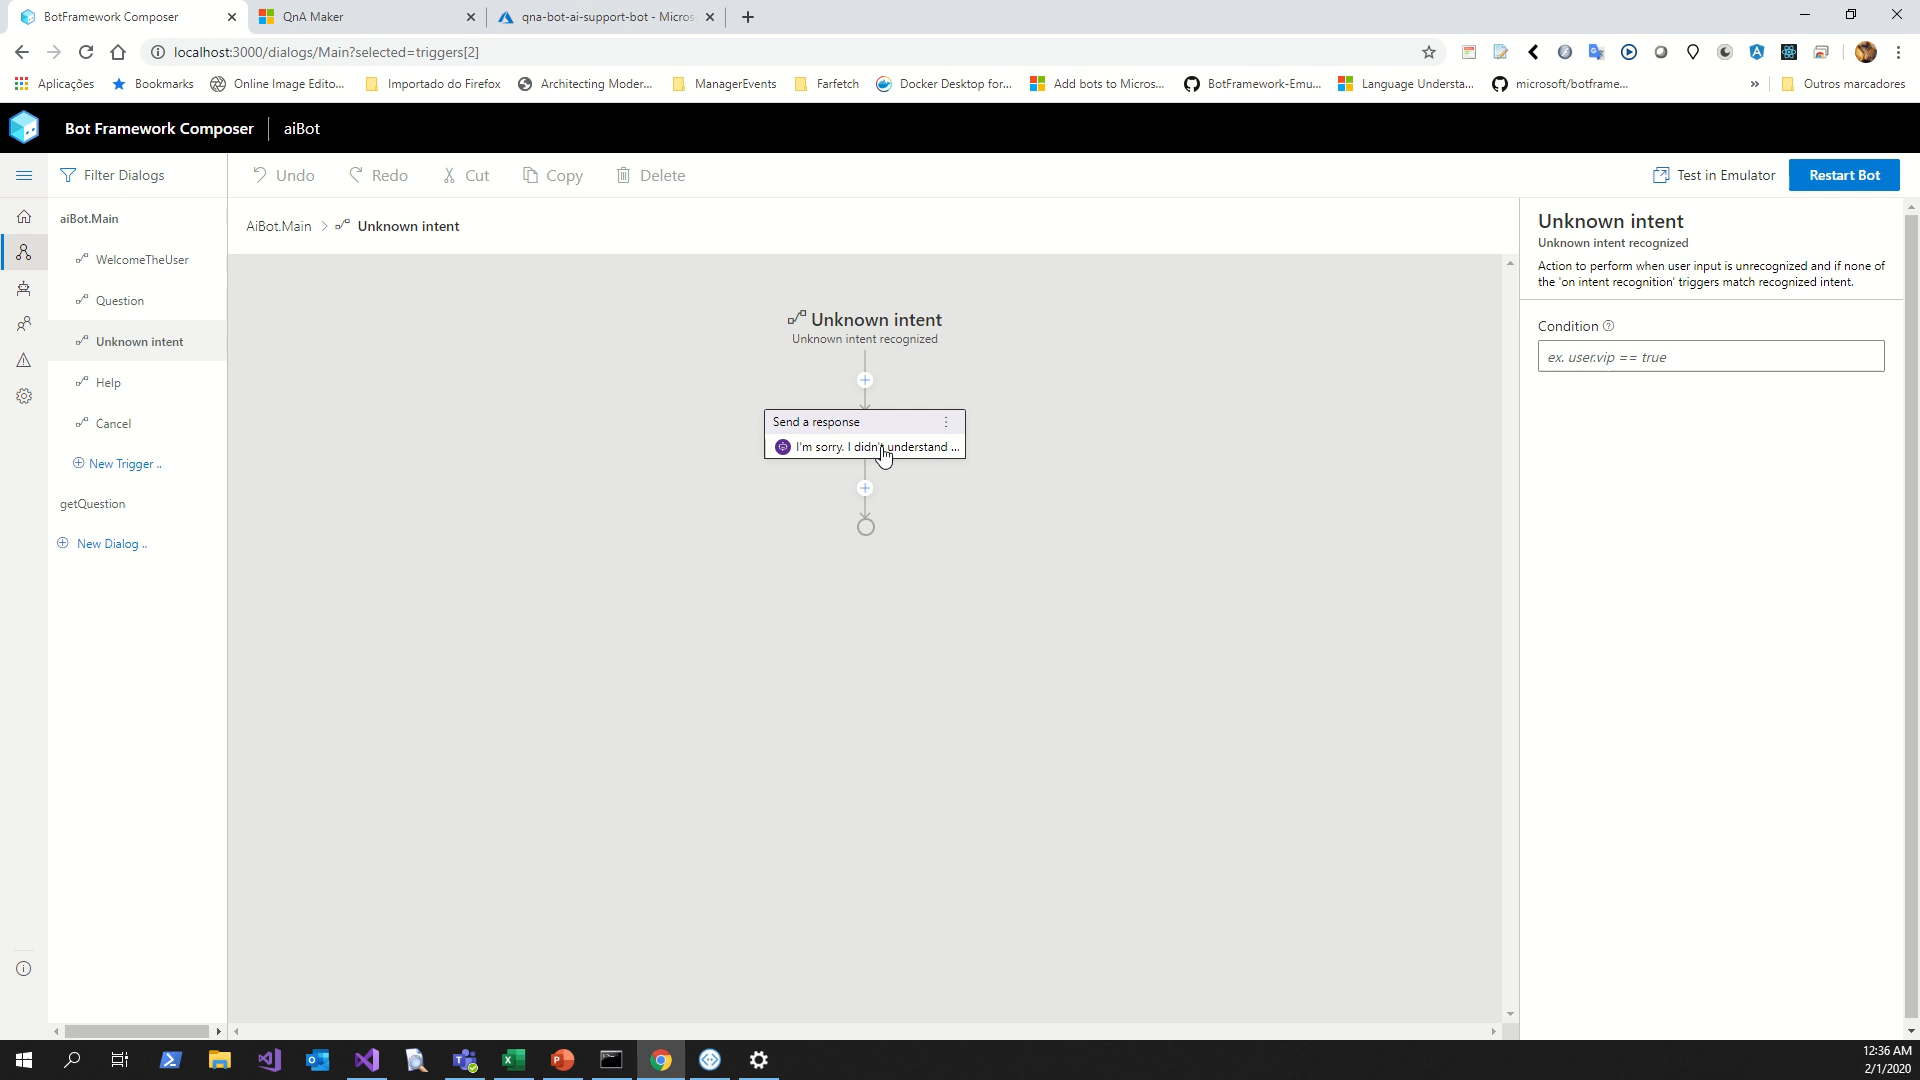 BotFramework Composer
QnA Maker
qna-bot-ai-support-bot - Micros
localhost:3000/dialogs/Main?selected=triggers[2]
Aplicações
Bookmarks
Online Image Edito...
Importado do Firefox
Architecting Moder...
ManagerEvents
Farfetch
Docker Desktop for...
Add bots to Micros...
BotFramework-Emu...
Language Understa...
microsoft/botframe...
»
Outros marcadores
Bot Framework Composer
aiBot
Filter Dialogs
Undo
Redo
Cut
Copy
Delete
Test in Emulator
Restart Bot
aiBot.Main
WelcomeTheUser
Question
Unknown intent
Help
Cancel
New Trigger ..
getQuestion
New Dialog ..
AiBot.Main > Unknown intent
Unknown intent
Unknown intent recognized
Send a response
I'm sorry. I didn't understand ...
Unknown intent
Unknown intent recognized
Action to perform when user input is unrecognized and if none of
the 'on intent recognition' triggers match recognized intent.
Condition
ex. user.vip == true
12:36 AM
2/1/2020